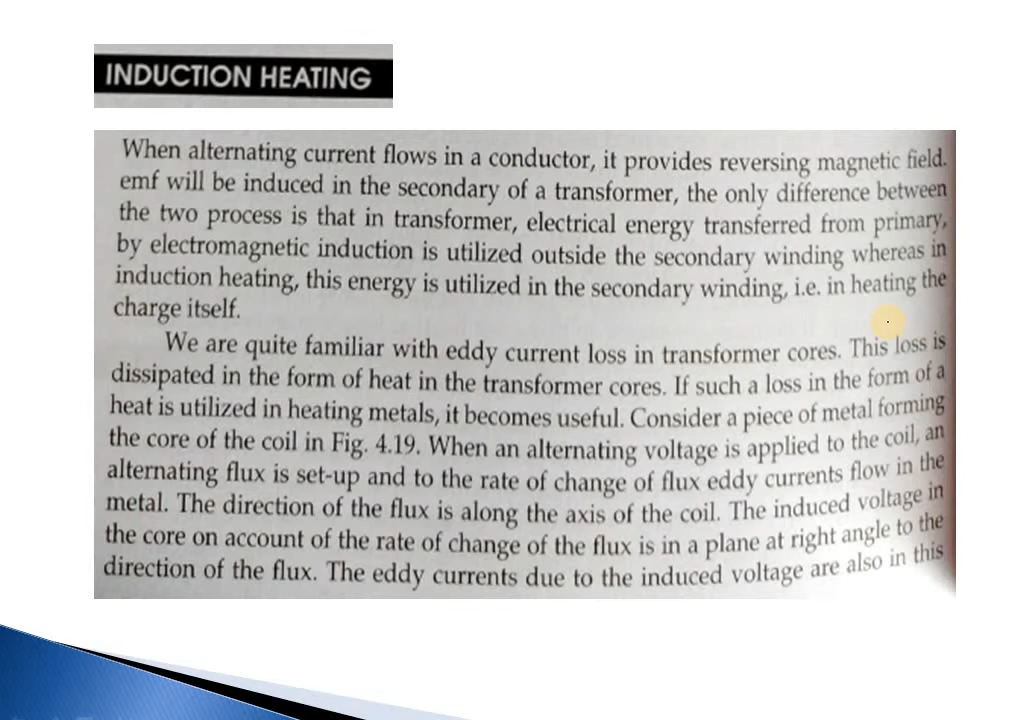 INDUCTION HEATING
When alternating current flows in a conductor, it provides reversing magnetic field.
emf will be induced in the secondary of a transformer, the only difference between
the two process is that in transformer, electrical energy transferred from primary,
by electromagnetic induction is utilized outside the secondary winding whereas in
induction heating, this energy is utilized in the secondary winding, i.e. in heating the
charge itself.
We are quite familiar with eddy current loss in transformer cores. This loss is
dissipated in the form of heat in the transformer cores. If such a loss in the form of a
heat is utilized in heating metals, it becomes useful. Consider a piece of metal forming
the core of the coil in Fig. 4.19. When an alternating voltage is applied to the coil, an
alternating flux is set-up and to the rate of change of flux eddy currents flow in the
metal. The direction of the flux is along the axis of the coil. The induced voltage in
the core on account of the rate of change of the flux is in a plane at right angle to the
direction of the flux. The eddy currents due to the induced voltage are also in this